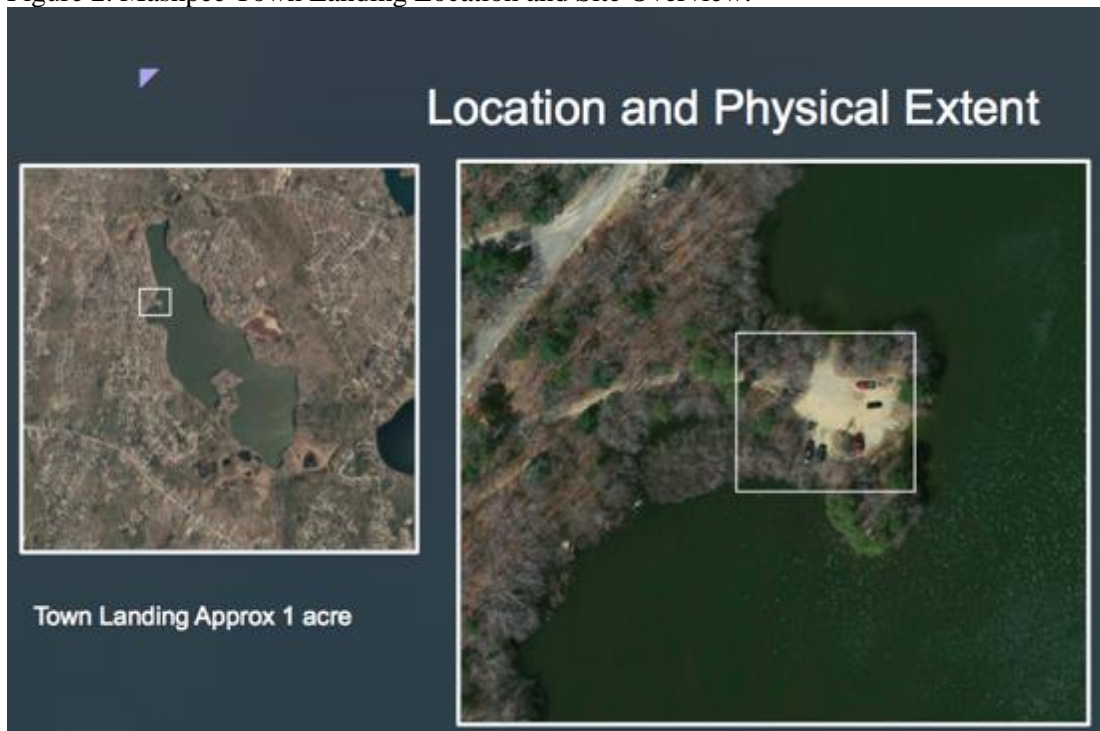 Figure 2. Mashpee Town Landing Location and Site Overview.
Location and Physical Extent
Town Landing Approx 1 acre